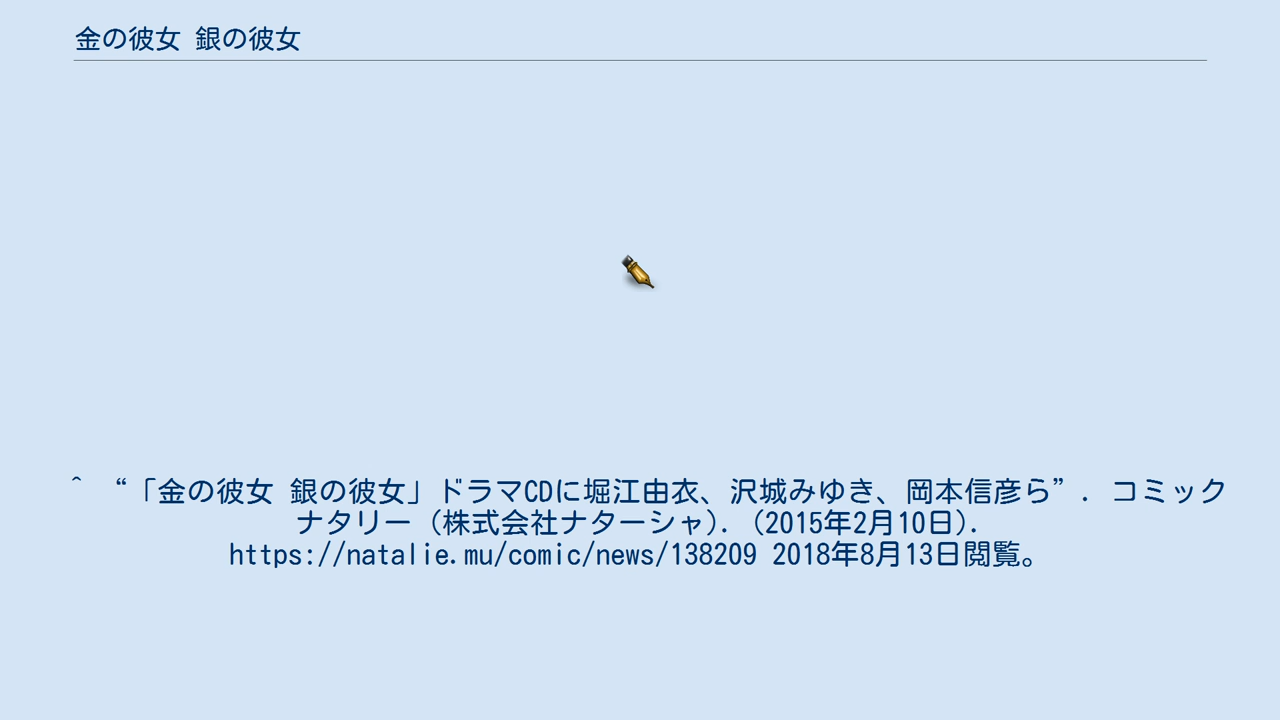 金の彼女 銀の彼女
^ “「金の彼女 銀の彼女」ドラマCDに堀江由衣、沢城みゆき、岡本信彦ら”. コミック
ナタリー (株式会社ナターシャ). (2015年2月10日).
https://natalie.mu/comic/news/138209 2018年8月13日閲覧。